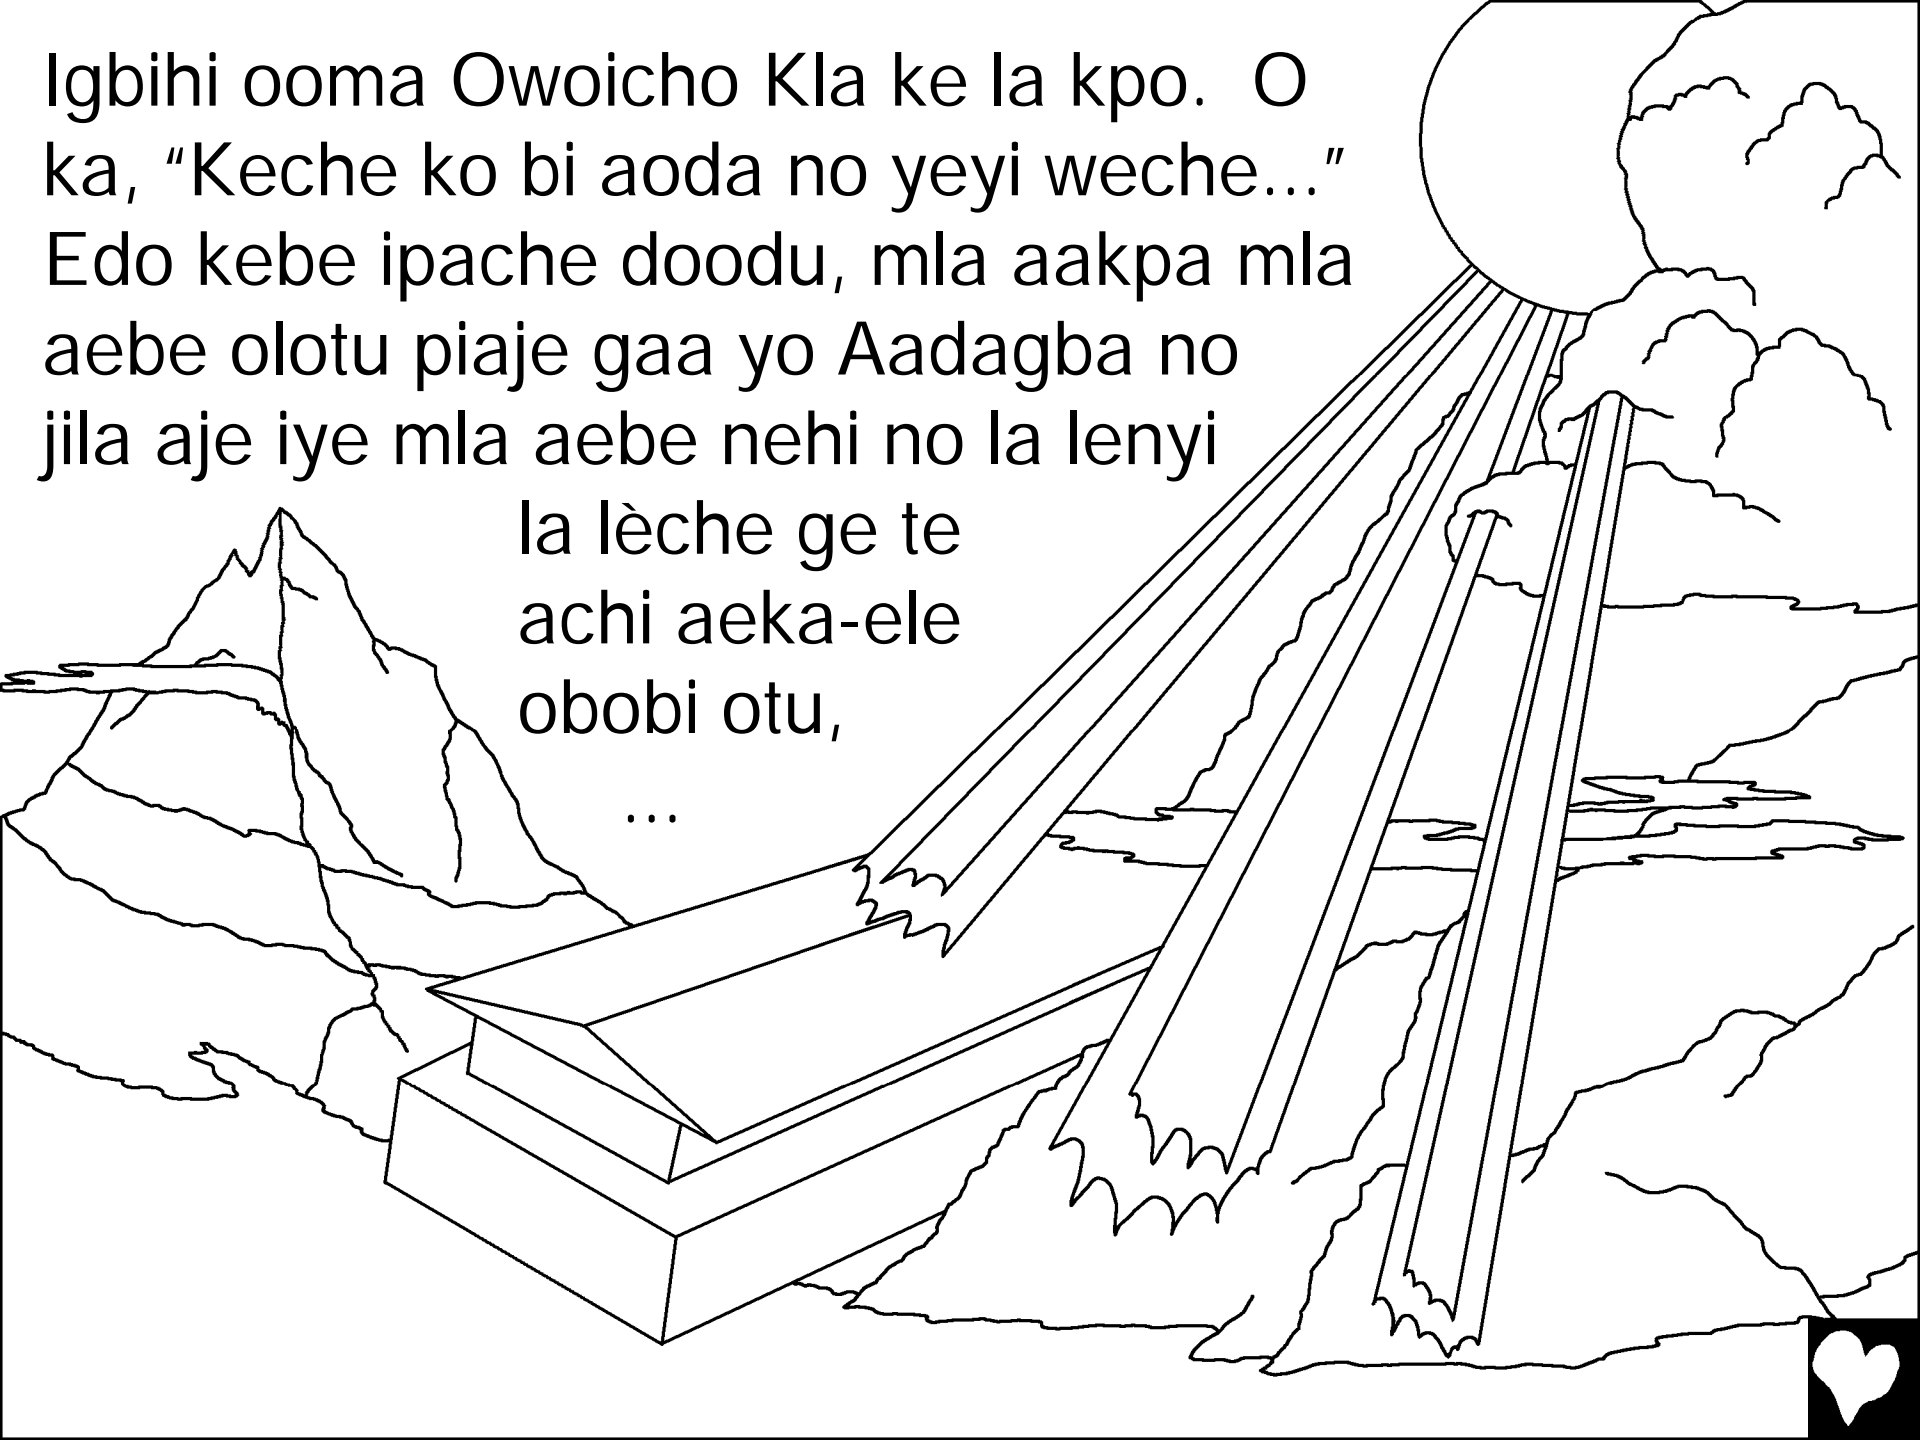 Igbihi ooma Owoicho Kla ke la kpo.  O
ka, “Keche ko bi aoda no yeyi weche...”
Edo kebe ipache doodu, mla aakpa mla
aebe olotu piaje gaa yo Aadagba no
jila aje iye mla aebe nehi no la lenyi
la lèche ge te
achi aeka-ele
obobi otu,
...